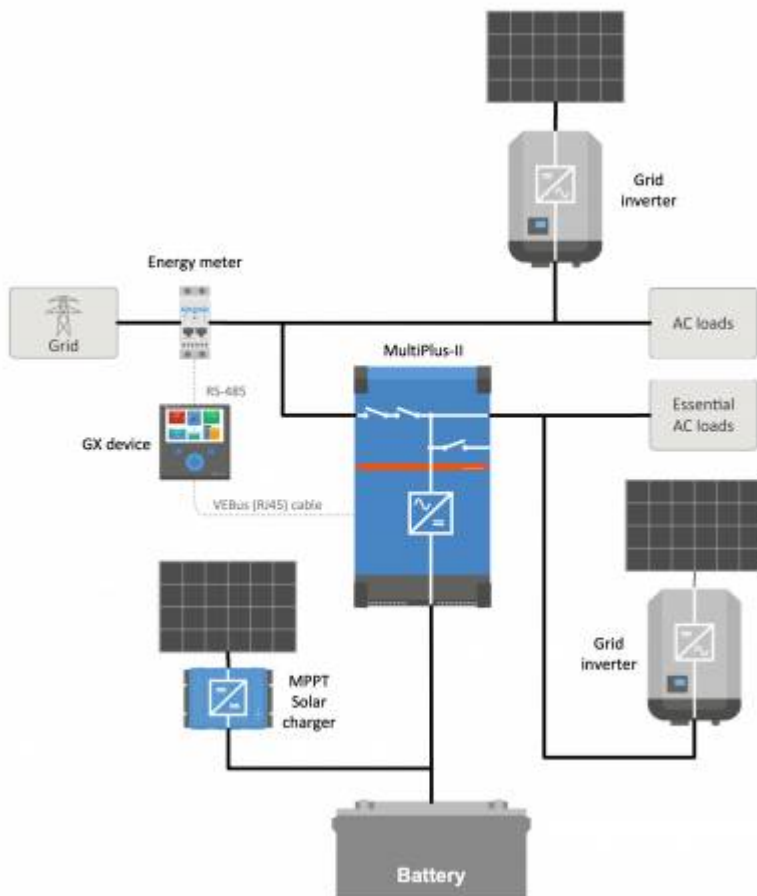 Grid
inverter
Energy meter
Grid
AC loads
MultiPlus-II
RS-485
Essential
AC loads
GX device
VEBus (RJ45) cable
MPPT
Solar
charger
Grid
inverter
Battery